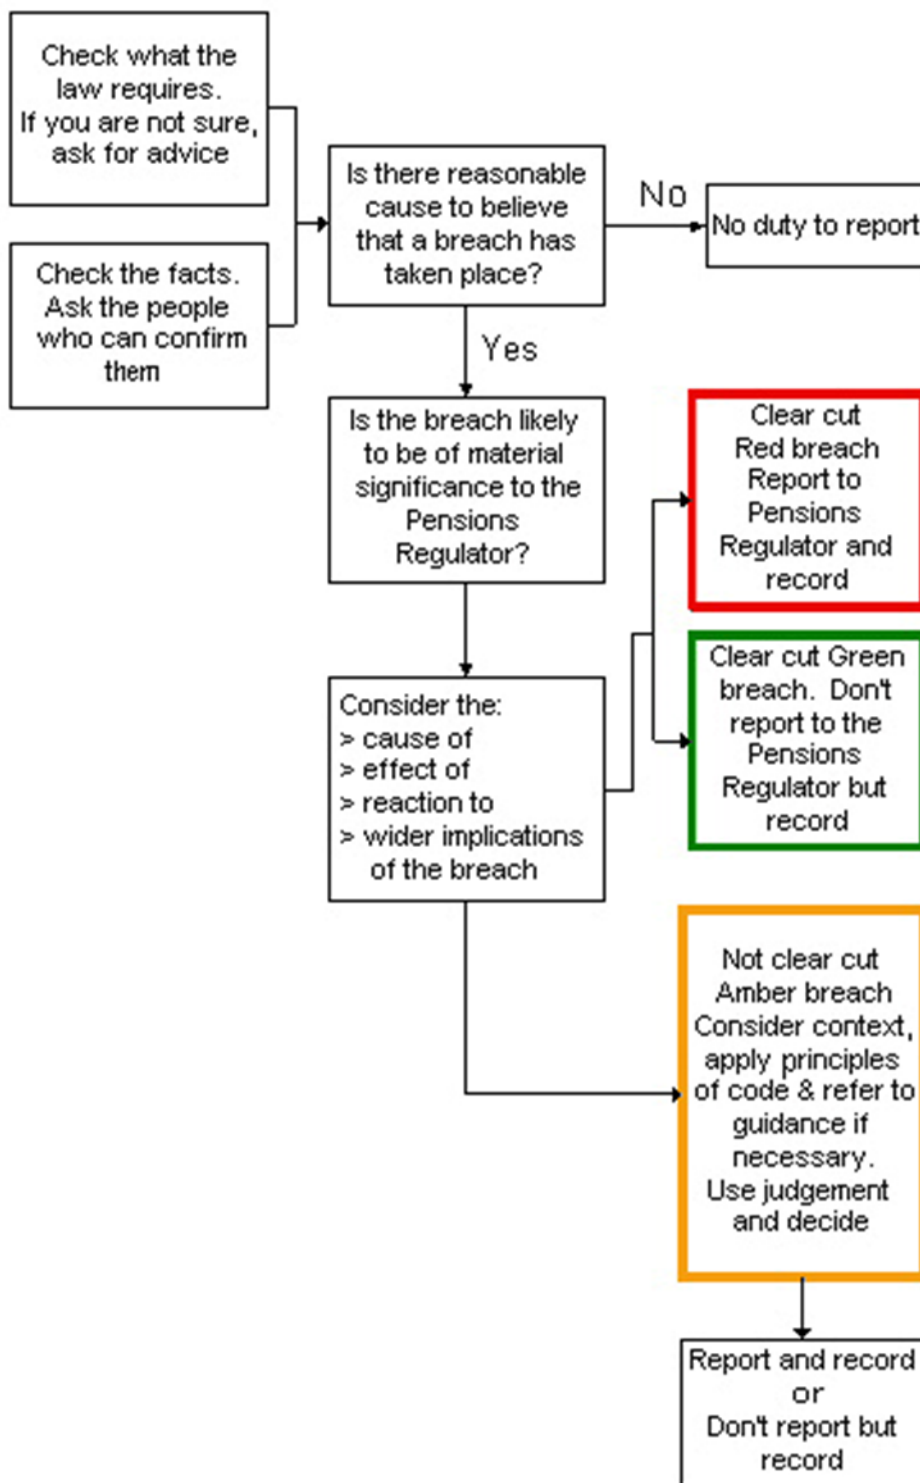 Check what the
law requires.
If you are not sure,
ask for advice
Check the facts.
Ask the people
who can confirm
them
Is there reasonable
cause to believe
that a breach has
taken place?
No
No duty to report
Yes
Is the breach likely
to be of material
significance to the
Pensions
Regulator?
Consider the:
> cause of
> effect of
> reaction to
> wider implications
of the breach
Clear cut
Red breach
Report to
Pensions
Regulator and
record
Clear cut Green
breach. Don't
report to the
Pensions
Regulator but
record
Not clear cut
Amber breach
Consider context,
apply principles
of code & refer to
guidance if
necessary.
Use judgement
and decide
Report and record
or
Don't report but
record